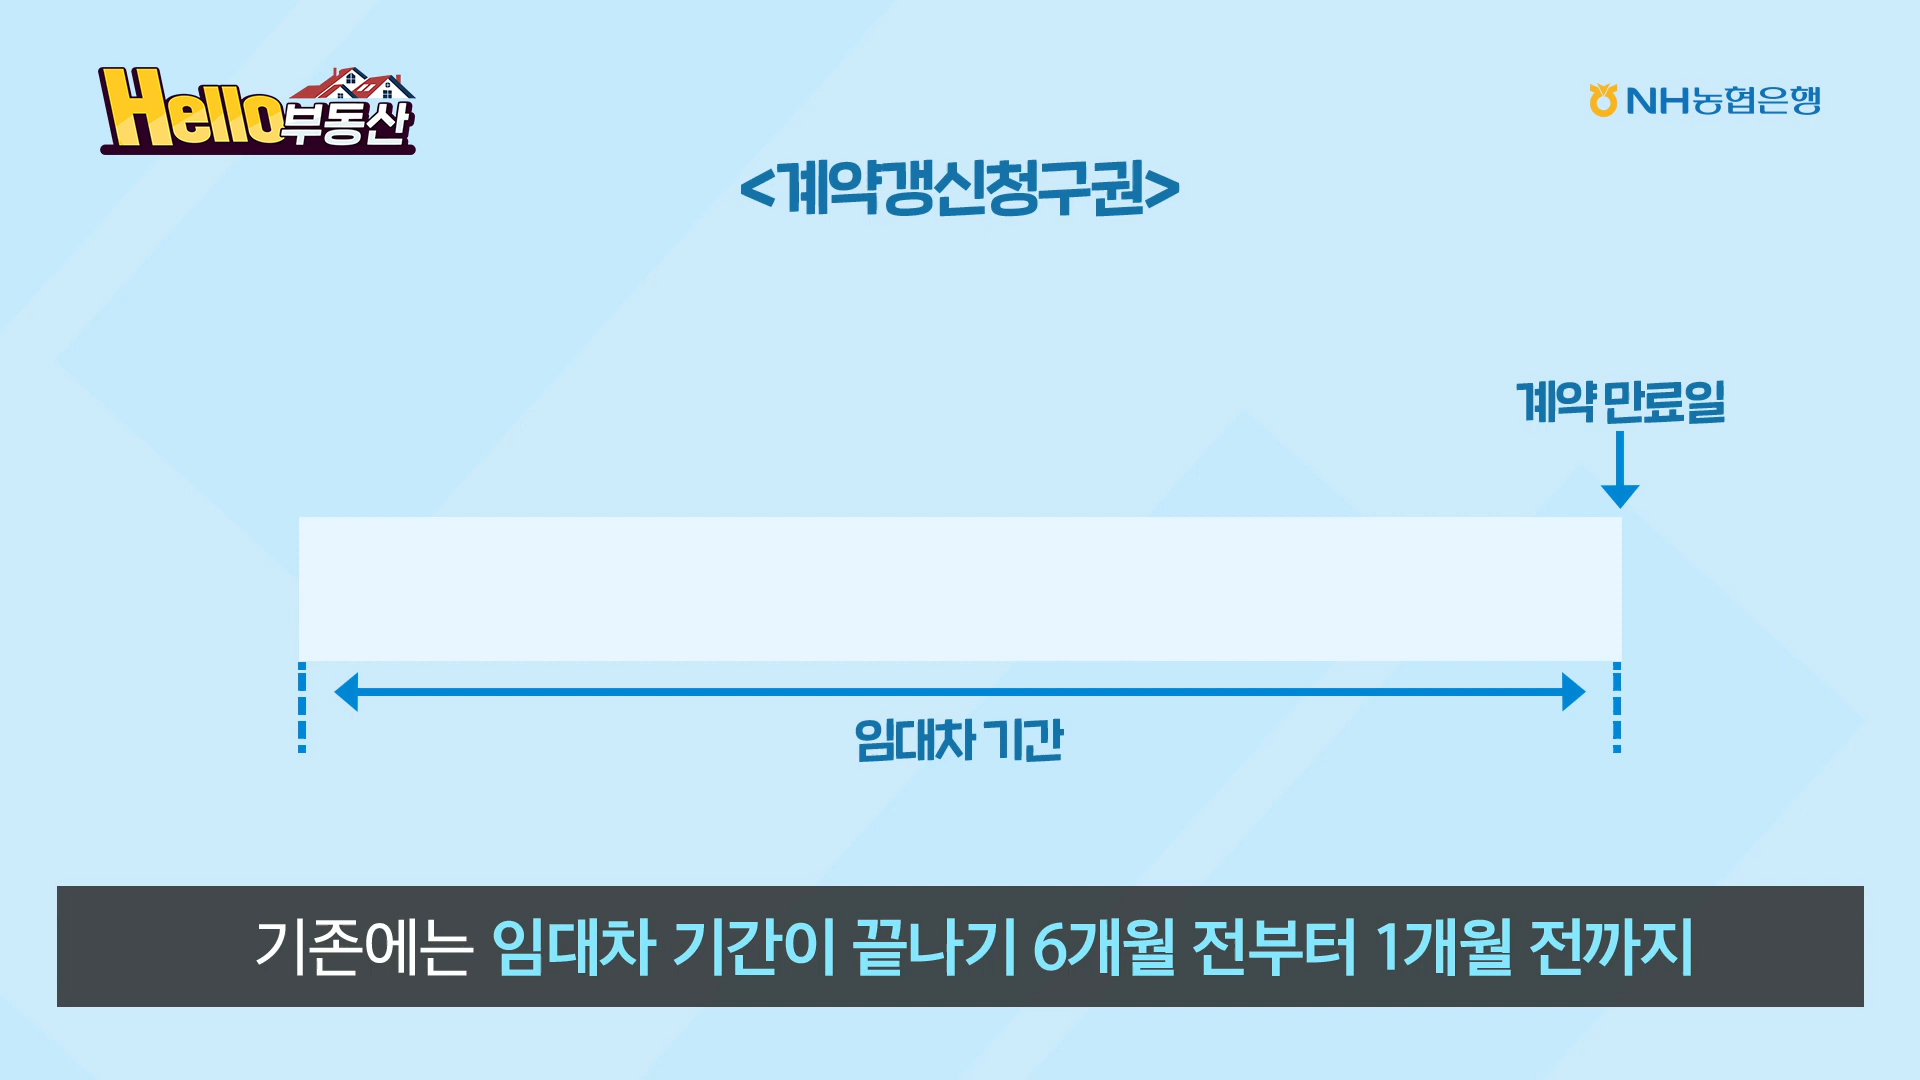 Hello부동산
NH농협은행
<계약갱신청구권>
계약 만료일
임대차 기간
기존에는 임대차 기간이 끝나기 6개월 전부터 1개월 전까지